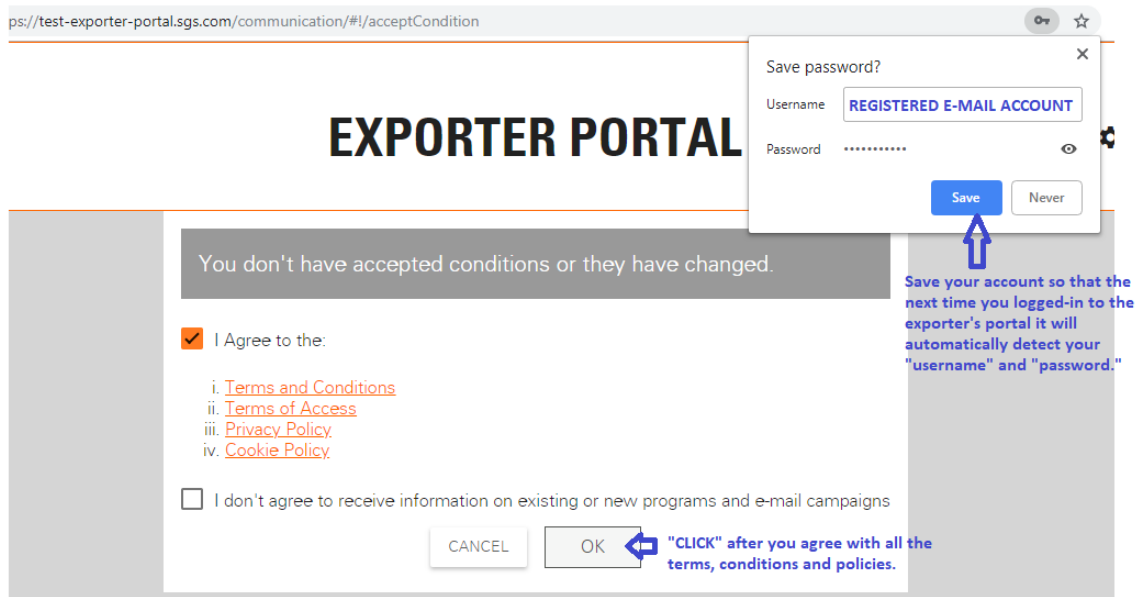 ps://test-exporter-portal.sgs.com/communication/#!/acceptCondition
Save password?
Username
REGISTERED E-MAIL ACCOUNT
Password
•••••••••••
Save
Never
EXPORTER PORTAL
Save your account so that the
next time you logged-in to the
exporter's portal it will
automatically detect your
"username" and "password."
You don't have accepted conditions or they have changed.
I Agree to the:
i. Terms and Conditions
ii. Terms of Access
iii. Privacy Policy
iv. Cookie Policy
I don't agree to receive information on existing or new programs and e-mail campaigns
CANCEL
OK
"CLICK" after you agree with all the
terms, conditions and policies.